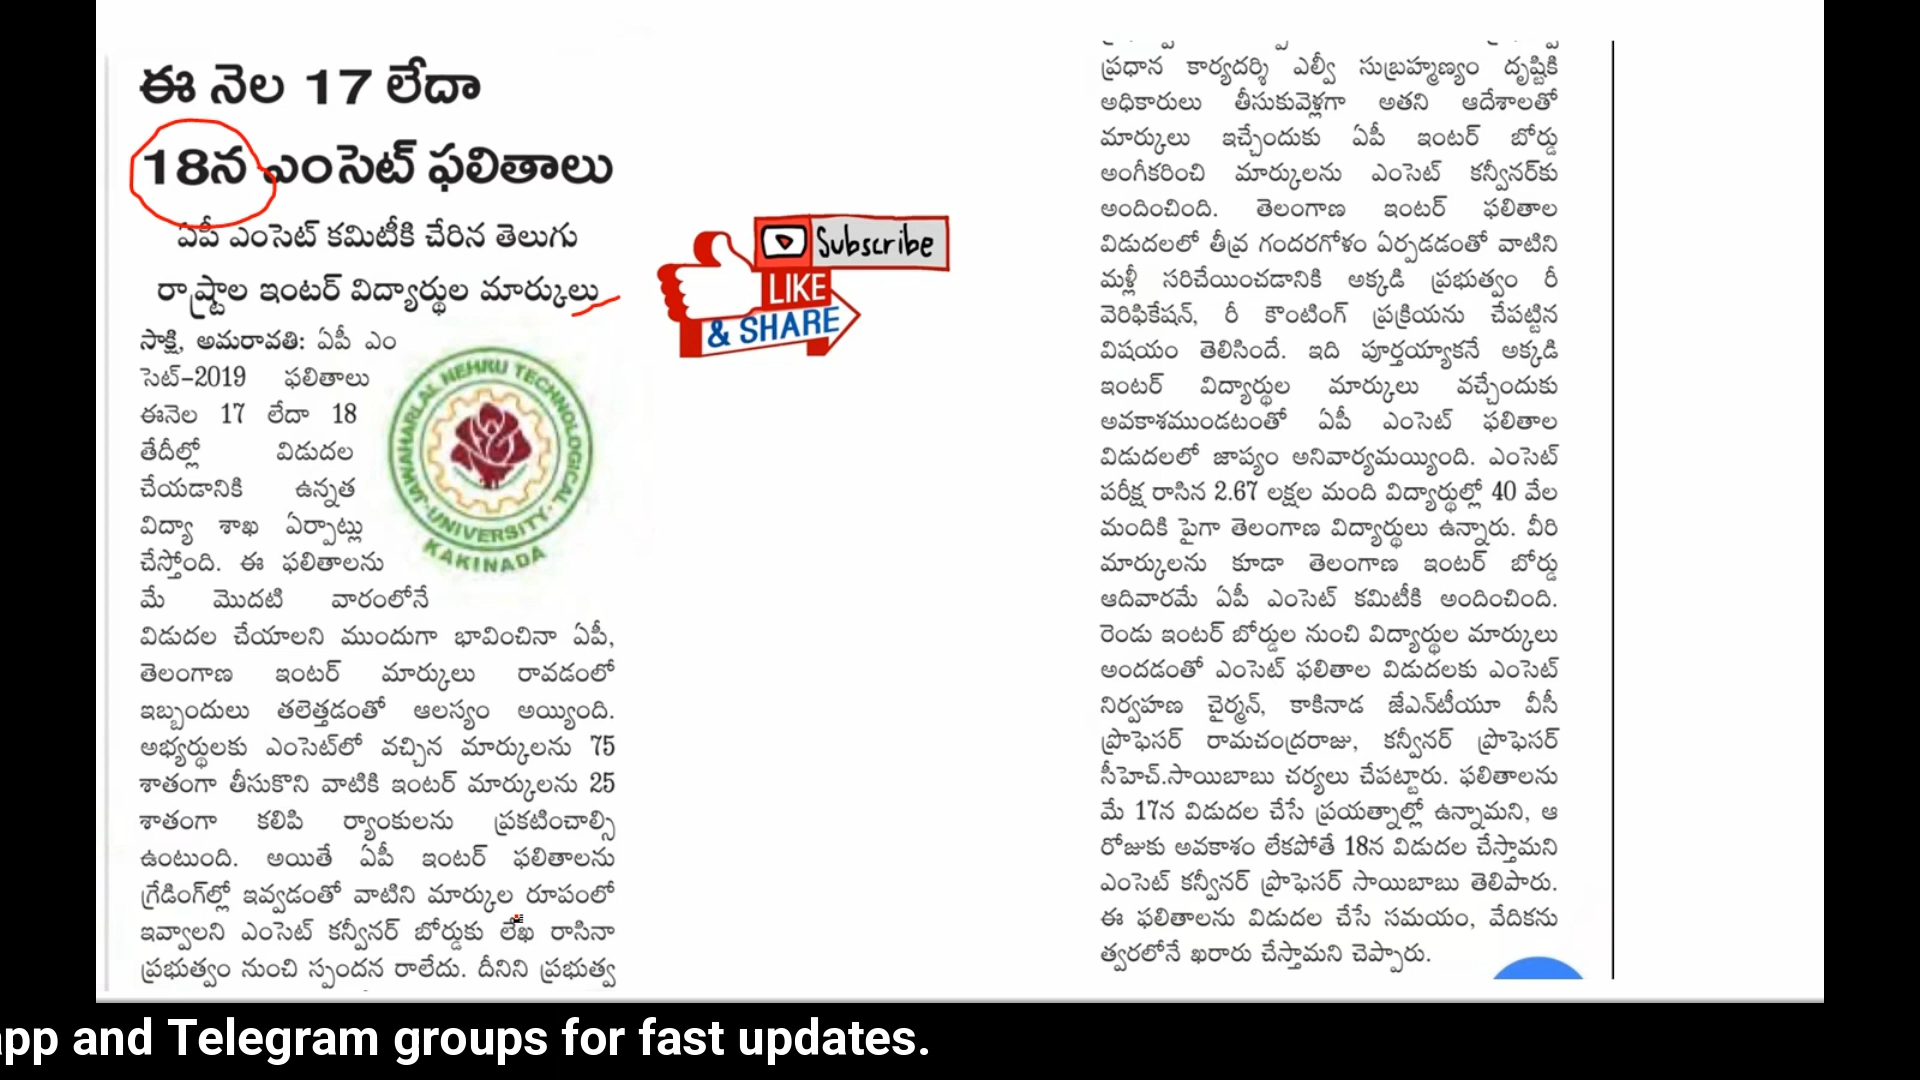 ఈ నెల 17 లేదా
18న ఎంసెట్ ఫలితాలు
ఏపీ ఎంసెట్ కమిటీకి చేరిన తెలుగు
రాష్ట్రాల ఇంటర్ విద్యార్థుల మార్కులు
సాక్షి, అమరావతి: ఏపీ ఎం
సెట్–2019 ఫలితాలు
ఈనెల 17 లేదా 18
తేదీల్లో విడుదల
చేయడానికి ఉన్నత
విద్యా శాఖ ఏర్పాట్లు
చేస్తోంది. ఈ ఫలితాలను
మే మొదటి వారంలోనే
విడుదల చేయాలని ముందుగా భావించినా ఏపీ,
తెలంగాణ ఇంటర్ మార్కులు రావడంలో
ఇబ్బందులు తలెత్తడంతో ఆలస్యం అయ్యింది.
అభ్యర్థులకు ఎంసెట్‌లో వచ్చిన మార్కులను 75
శాతంగా తీసుకొని వాటికి ఇంటర్ మార్కులను 25
శాతంగా కలిపి ర్యాంకులను ప్రకటించాల్సి
ఉంటుంది. అయితే ఏపీ ఇంటర్ ఫలితాలను
గ్రేడింగ్‌ల్లో ఇవ్వడంతో వాటిని మార్కుల రూపంలో
ఇవ్వాలని ఎంసెట్ కన్వీనర్ బోర్డుకు లేఖ రాసినా
ప్రభుత్వం నుంచి స్పందన రాలేదు. దీనిని ప్రభుత్వ
JAWAHARLAL NEHRU TECHNOLOGICAL
UNIVERSITY
KAKINADA
Subscribe
LIKE
& SHARE
ప్రధాన కార్యదర్శి ఎల్వీ సుబ్రహ్మణ్యం దృష్టికి
అధికారులు తీసుకువెళ్లగా అతని ఆదేశాలతో
మార్కులు ఇచ్చేందుకు ఏపీ ఇంటర్ బోర్డు
అంగీకరించి మార్కులను ఎంసెట్ కన్వీనర్‌కు
అందించింది. తెలంగాణ ఇంటర్ ఫలితాల
విడుదలలో తీవ్ర గందరగోళం ఏర్పడడంతో వాటిని
మళ్లీ సరిచేయించడానికి అక్కడి ప్రభుత్వం రీ
వెరిఫికేషన్, రీ కౌంటింగ్ ప్రక్రియను చేపట్టిన
విషయం తెలిసిందే. ఇది పూర్తయ్యాకనే అక్కడి
ఇంటర్ విద్యార్థుల మార్కులు వచ్చేందుకు
అవకాశముండటంతో ఏపీ ఎంసెట్ ఫలితాల
విడుదలలో జాప్యం అనివార్యమయ్యింది. ఎంసెట్
పరీక్ష రాసిన 2.67 లక్షల మంది విద్యార్థుల్లో 40 వేల
మందికి పైగా తెలంగాణ విద్యార్థులు ఉన్నారు. వీరి
మార్కులను కూడా తెలంగాణ ఇంటర్ బోర్డు
ఆదివారమే ఏపీ ఎంసెట్ కమిటీకి అందించింది.
రెండు ఇంటర్ బోర్డుల నుంచి విద్యార్థుల మార్కులు
అందడంతో ఎంసెట్ ఫలితాల విడుదలకు ఎంసెట్
నిర్వహణ చైర్మన్, కాకినాడ జేఎన్‌టీయూ వీసీ
ప్రొఫెసర్ రామచంద్రరాజు, కన్వీనర్ ప్రొఫెసర్
సీహెచ్.సాయిబాబు చర్యలు చేపట్టారు. ఫలితాలను
మే 17న విడుదల చేసే ప్రయత్నాల్లో ఉన్నామని, ఆ
రోజుకు అవకాశం లేకపోతే 18న విడుదల చేస్తామని
ఎంసెట్ కన్వీనర్ ప్రొఫెసర్ సాయిబాబు తెలిపారు.
ఈ ఫలితాలను విడుదల చేసే సమయం, వేదికను
త్వరలోనే ఖరారు చేస్తామని చెప్పారు.
app and Telegram groups for fast updates.